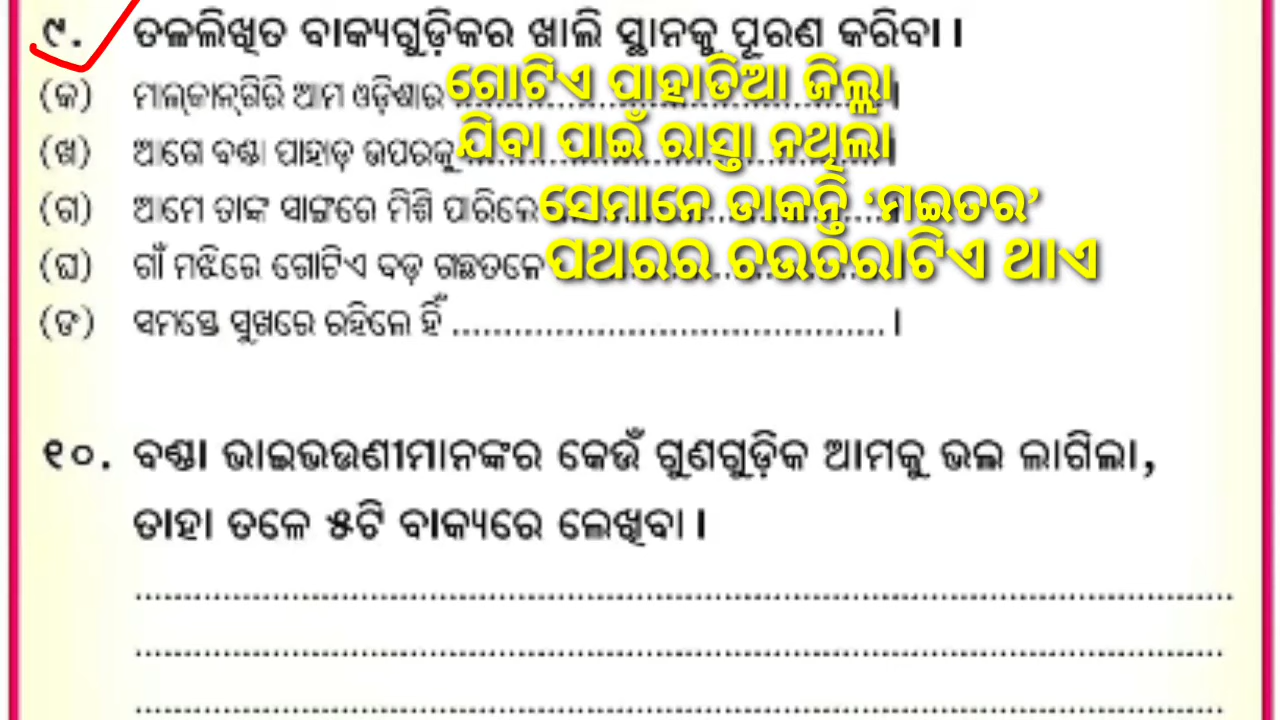 ୯. ତଳଲିଖିତ ବାକ୍ୟଗୁଡ଼ିକର ଖାଲି ସ୍ଥାନକୁ ପୂରଣ କରିବା ।
(କ) ମାଲ୍‌କାନ୍‌ଗିରି ଆମ ଓଡ଼ିଶାର ଗୋଟିଏ ପାହାଡିଆ ଜିଲ୍ଲା ।
(ଖ) ଆଗେ ବଣ୍ଡା ପାହାଡ଼ ଉପରକୁ ଯିବା ପାଇଁ ରାସ୍ତା ନଥିଲା
(ଗ) ଆମେ ତାଙ୍କ ସାଙ୍ଗରେ ମିଶି ପାରିଲେ ସେମାନେ ଡାକନ୍ତି ‘ମଇତର’
(ଘ) ଗାଁ ମଝିରେ ଗୋଟିଏ ବଡ଼ ଗଛତଳେ ପଥରର ଚଉତରାଟିଏ ଥାଏ
(ଙ) ସମସ୍ତେ ସୁଖରେ ରହିଲେ ହିଁ .......................................... ।
୧୦. ବଣ୍ଡା ଭାଇଭଉଣୀମାନଙ୍କର କେଉଁ ଗୁଣଗୁଡ଼ିକ ଆମକୁ ଭଲ ଲାଗିଲା,
ତାହା ତଳେ ୫ଟି ବାକ୍ୟରେ ଲେଖିବା ।